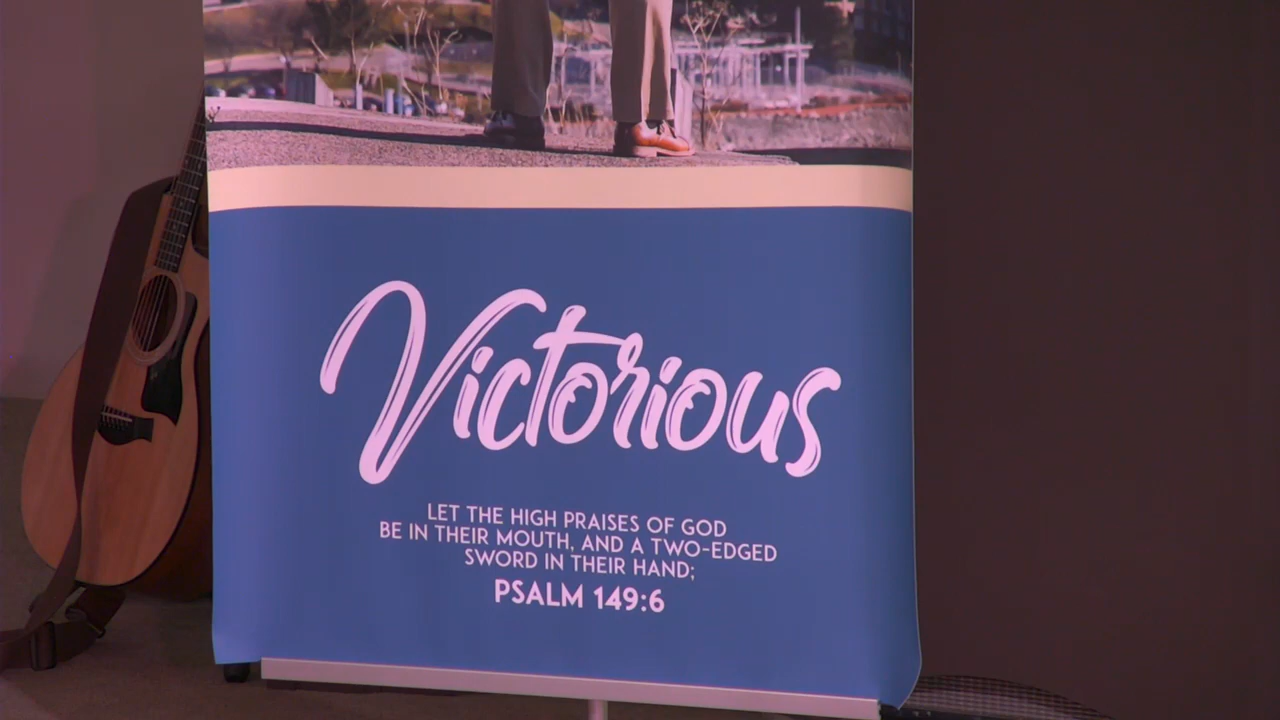 Victorious
LET THE HIGH PRAISES OF GOD
BE IN THEIR MOUTH, AND A TWO-EDGED
SWORD IN THEIR HAND;
PSALM 149:6